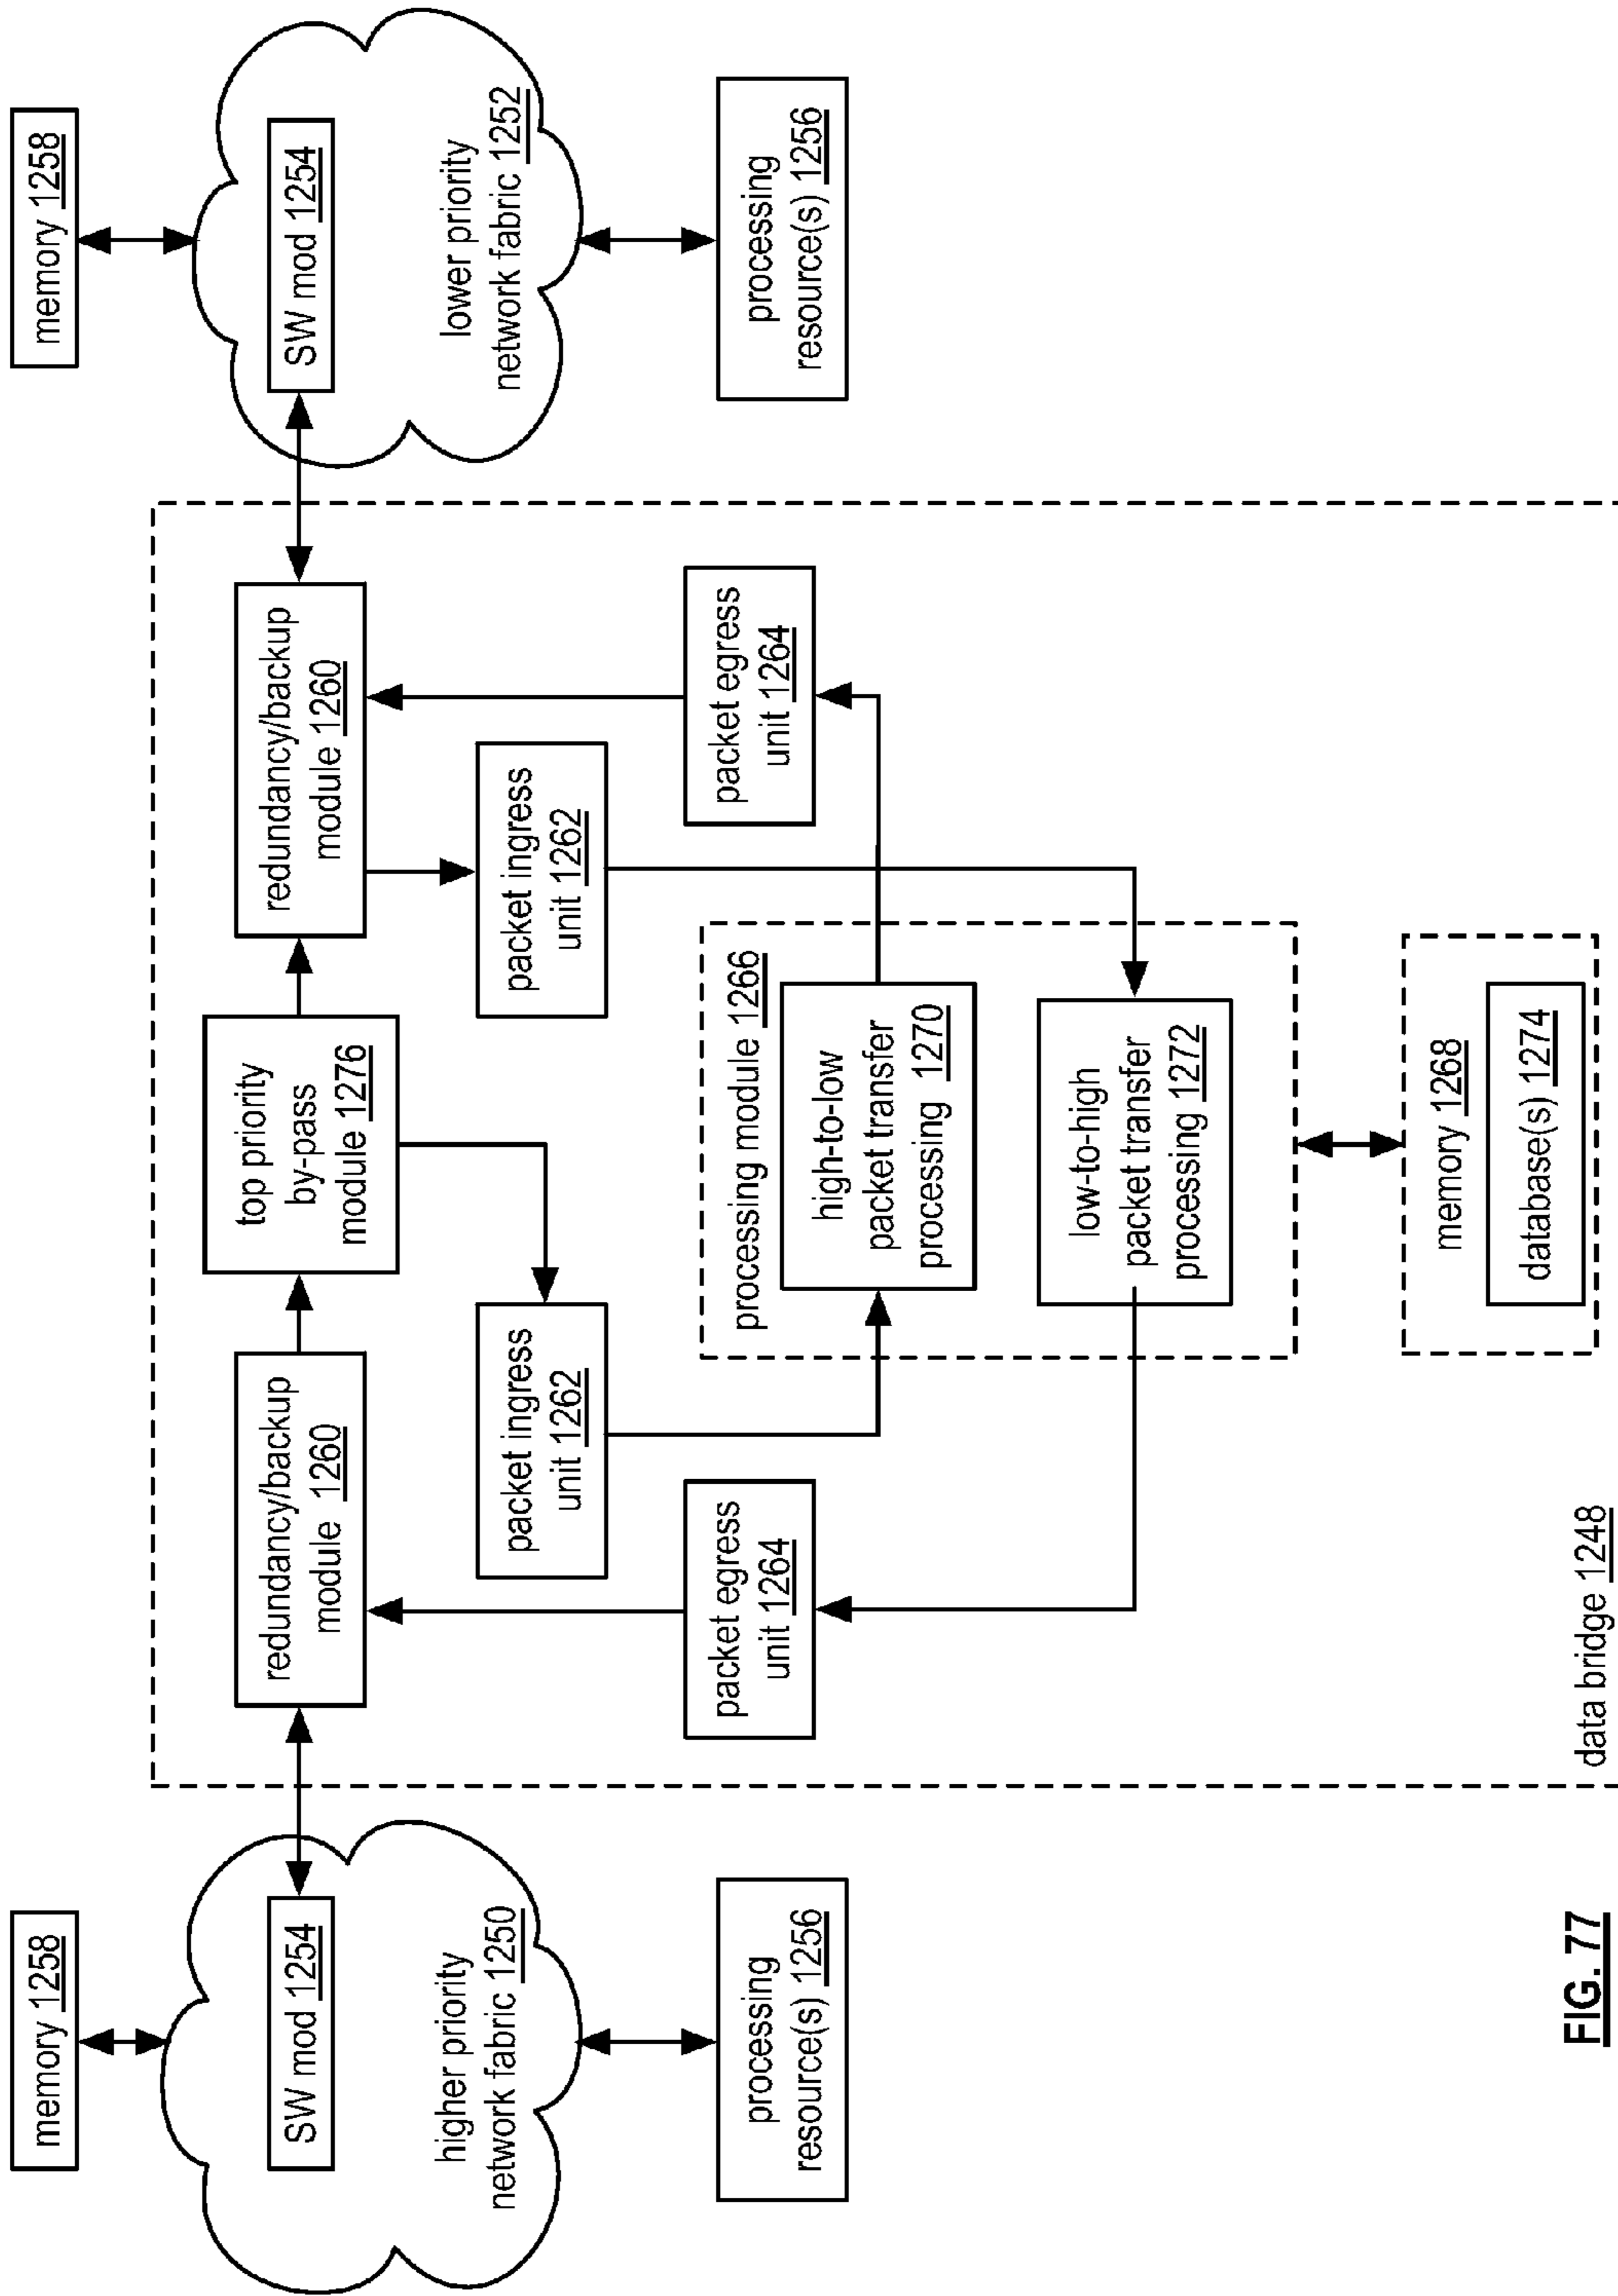 memory 1258
SW mod 1254
higher priority
network fabric 1250
processing
resource(s) 1256
redundancy/backup
module 1260
top priority
by-pass
module 1276
redundancy/backup
module 1260
packet ingress
unit 1262
packet ingress
unit 1262
packet egress
unit 1264
packet egress
unit 1264
processing module 1266
high-to-low
packet transfer
processing 1270
low-to-high
packet transfer
processing 1272
memory 1268
database(s) 1274
data bridge 1248
memory 1258
SW mod 1254
lower priority
network fabric 1252
processing
resource(s) 1256
FIG. 77